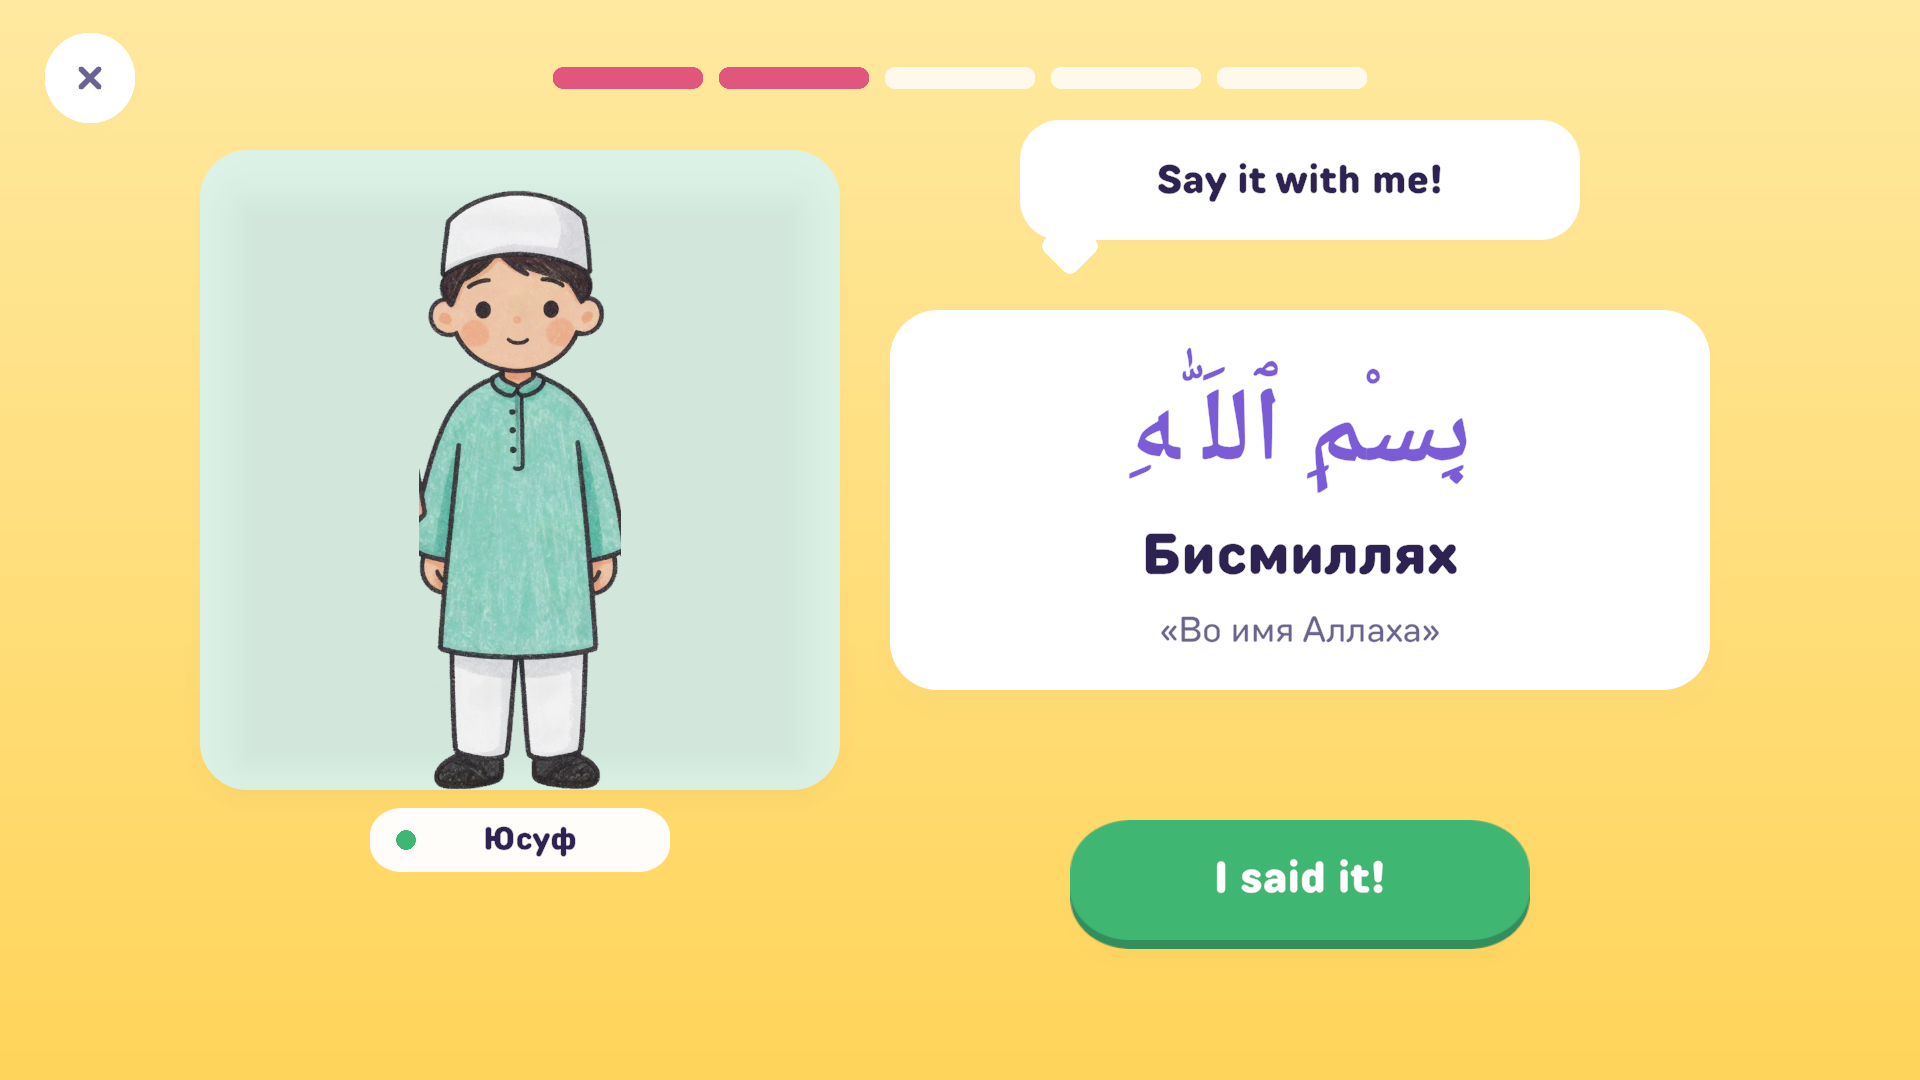 Say it with me!
بِسْمِ ٱللَّٰهِ
Бисмиллях
«Во имя Аллаха»
Юсуф
I said it!